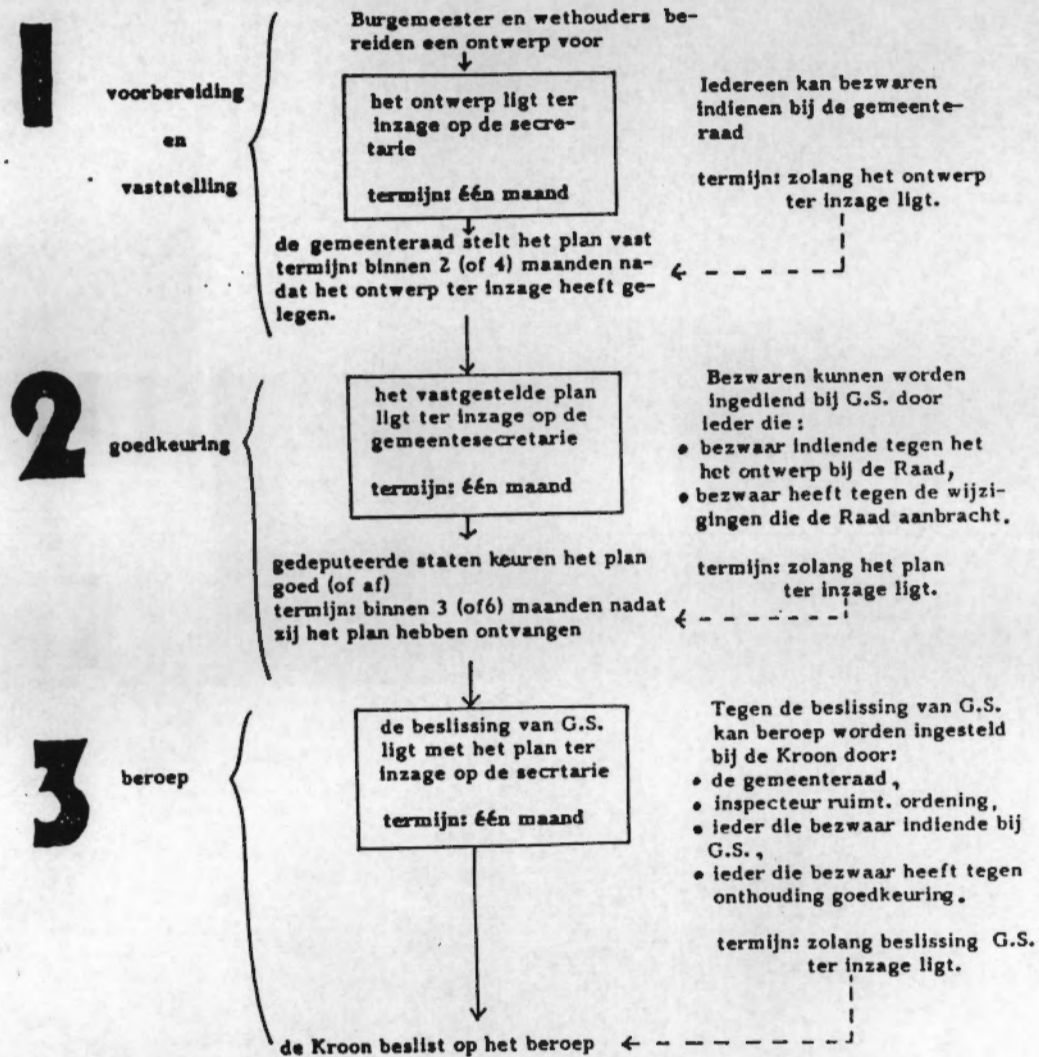 1
voorbereiding
en
vaststelling
Burgemeester en wethouders be-
reiden een ontwerp voor
het ontwerp ligt ter
inzage op de secre-
tarie
termijn: één maand
Iedereen kan bezwaren
indienen bij de gemeente-
raad
termijn: zolang het ontwerp
ter inzage ligt.
de gemeenteraad stelt het plan vast
termijn: binnen 2 (of 4) maanden na-
dat het ontwerp ter inzage heeft ge-
legen.
2
goedkeuring
het vastgestelde plan
ligt ter inzage op de
gemeentesecretarie
termijn: één maand
Bezwaren kunnen worden
ingediend bij G.S. door
ieder die :
• bezwaar indiende tegen het
het ontwerp bij de Raad,
• bezwaar heeft tegen de wijzi-
gingen die de Raad aanbracht.
termijn: zolang het plan
ter inzage ligt.
gedeputeerde staten keuren het plan
goed (of af)
termijn: binnen 3 (of6) maanden nadat
zij het plan hebben ontvangen
3
beroep
de beslissing van G.S.
ligt met het plan ter
inzage op de secrtarie
termijn: één maand
Tegen de beslissing van G.S.
kan beroep worden ingesteld
bij de Kroon door:
• de gemeenteraad,
• inspecteur ruimt. ordening,
• ieder die bezwaar indiende bij
G.S.,
• ieder die bezwaar heeft tegen
onthouding goedkeuring.
termijn: zolang beslissing G.S.
ter inzage ligt.
de Kroon beslist op het beroep